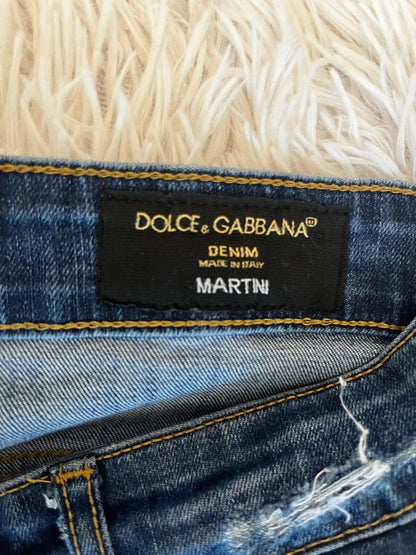 DOLCE & GABBANA
DENIM
MADE IN ITALY
MARTINI